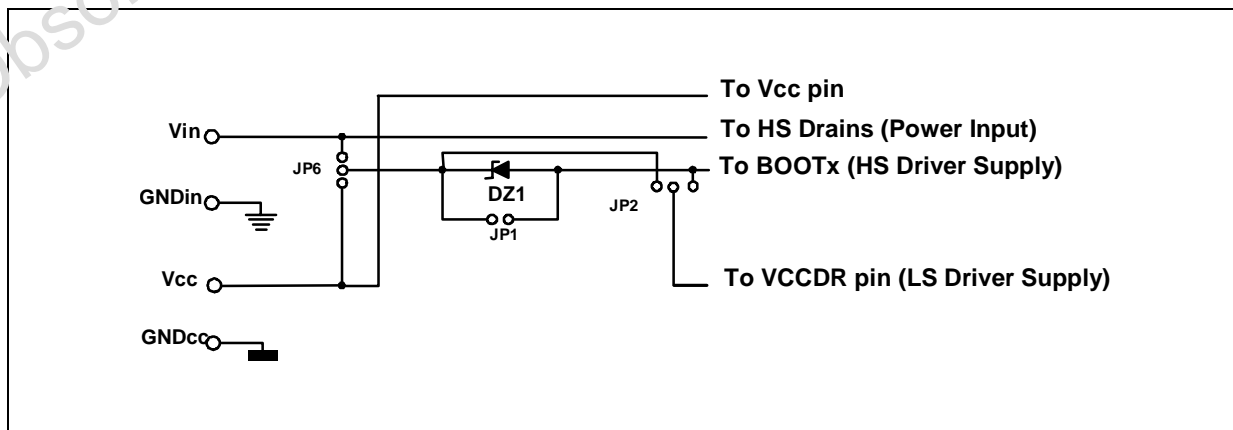 To Vcc pin
Vin
To HS Drains (Power Input)
JP6
To BOOTx (HS Driver Supply)
DZ1
GNDin
JP2
JP1
Vcc
To VCCDR pin (LS Driver Supply)
GNDcc